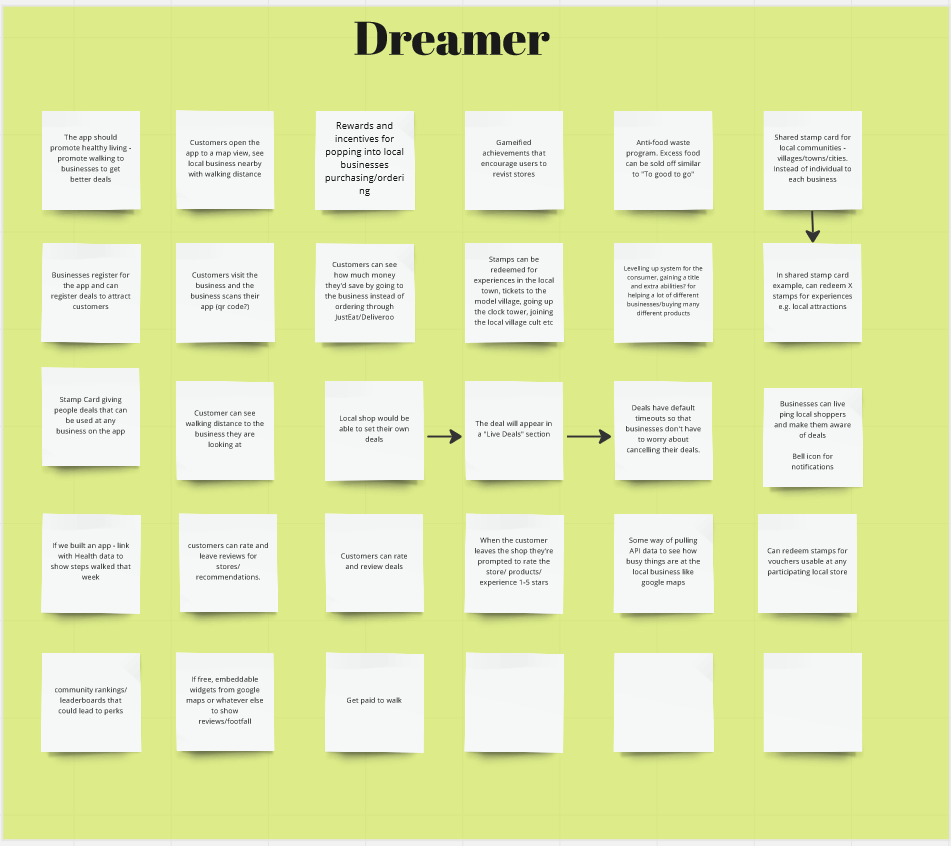 Dreamer
The app should
promote healthy living -
promote walking to
businesses to get
better deals
Customers open the
app to a map view, see
local business nearby
with walking distance
Rewards and
incentives for
popping into local
businesses
purchasing/orderi
ng
Gameified
achievements that
encourage users to
revist stores
Anti-food waste
program. Excess food
can be sold off similar
to "To good to go"
Shared stamp card for
local communities -
villages/towns/cities.
Instead of individual to
each business
Businesses register for
the app and can
register deals to attract
customers
Customers visit the
business and the
business scans their
app (qr code?)
Customers can see
how much money
they'd save by going to
the business instead of
ordering through
JustEat/Deliveroo
Stamps can be
redeemed for
experiences in the local
town, tickets to the
model village, going up
the clock tower, joining
the local village cult etc
Levelling up system for the
consumer, gaining a title
and extra abilities? for
helping a lot of different
businesses/buying many
different products
In shared stamp card
example, can redeem X
stamps for experiences
e.g. local attractions
Stamp Card giving
people deals that can
be used at any
business on the app
Customer can see
walking distance to the
business they are
looking at
Local shop would be
able to set their own
deals
The deal will appear in
a "Live Deals" section
Deals have default
timeouts so that
businesses don't have
to worry about
cancelling their deals.
Businesses can live
ping local shoppers
and make them aware
of deals
Bell icon for
notifications
If we built an app - link
with Health data to
show steps walked that
week
customers can rate and
leave reviews for
stores/
recommendations.
Customers can rate
and review deals
When the customer
leaves the shop they're
prompted to rate the
store/ products/
experience 1-5 stars
Some way of pulling
API data to see how
busy things are at the
local business like
google maps
Can redeem stamps for
vouchers usable at any
participating local store
community rankings/
leaderboards that
could lead to perks
If free, embeddable
widgets from google
maps or whatever else
to show
reviews/footfall
Get paid to walk